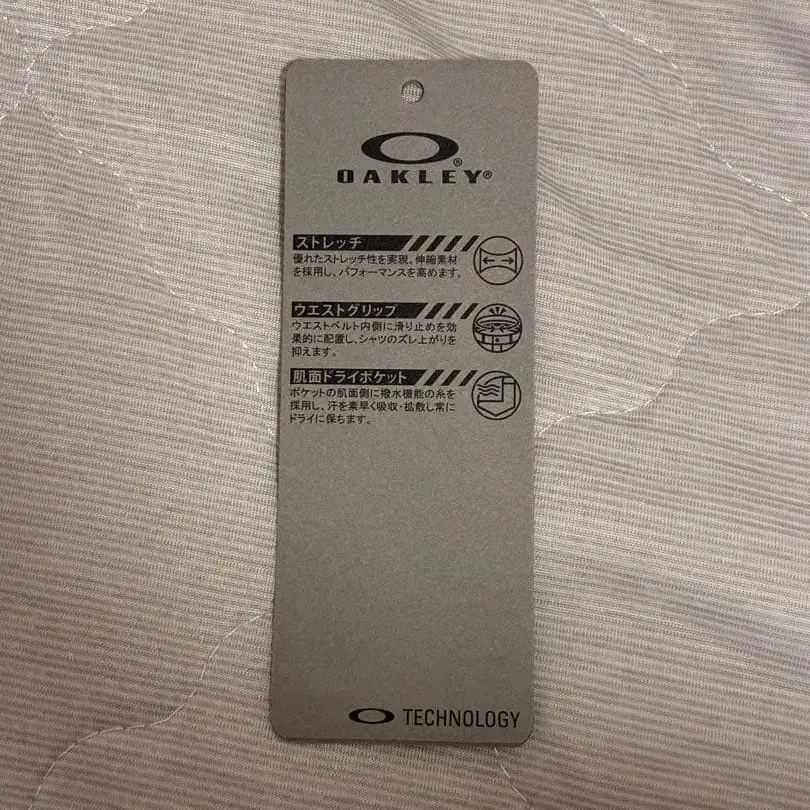 OAKLEY®
ストレッチ
優れたストレッチ性を実現。伸縮素材
を採用し、パフォーマンスを高めます。
ウエストグリップ
ウエストベルト内側に滑り止めを効
果的に配置し、シャツのズレ上がりを
抑えます。
肌面ドライポケット
ポケットの肌面側に撥水機能の糸を
採用し、汗を素早く吸収・拡散し常に
ドライに保ちます。
TECHNOLOGY